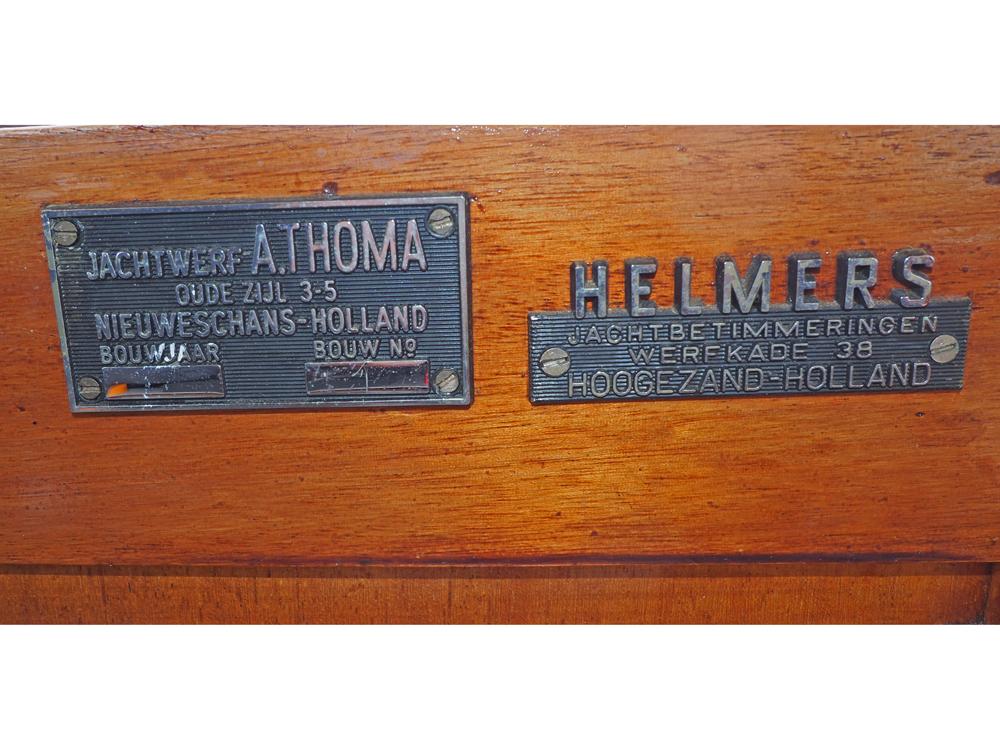 JACHTWERF A.THOMA
OUDE ZIJL 3-5
NIEUWESCHANS-HOLLAND
BOUWJAAR BOUW Nº
HELMERS
JACHTBETIMMERINGEN
WERFKADE 38
HOOGEZAND-HOLLAND